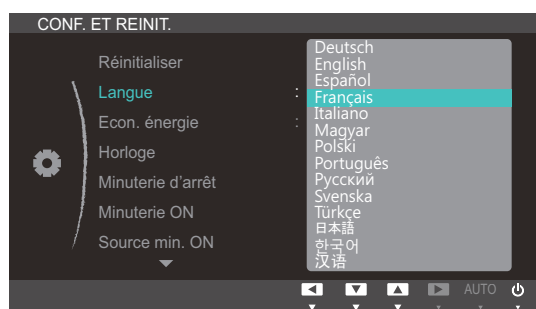 CONF. ET REINIT.
Réinitialiser
Langue :
Econ. énergie :
Horloge
Minuterie d’arrêt
Minuterie ON
Source min. ON
Deutsch
English
Español
Français
Italiano
Magyar
Polski
Português
Русский
Svenska
Türkçe
日本語
한국어
汉语
AUTO